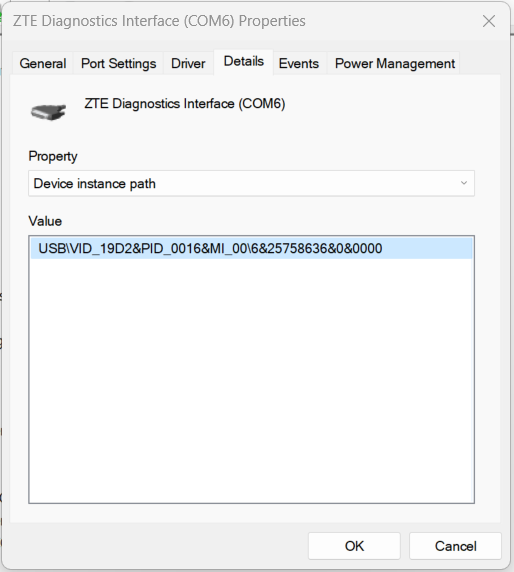 ZTE Diagnostics Interface (COM6) Properties
General Port Settings Driver Details Events Power Management
ZTE Diagnostics Interface (COM6)
Property
Device instance path
Value
USB\VID_19D2&PID_0016&MI_00\6&25758636&0&0000
OK Cancel